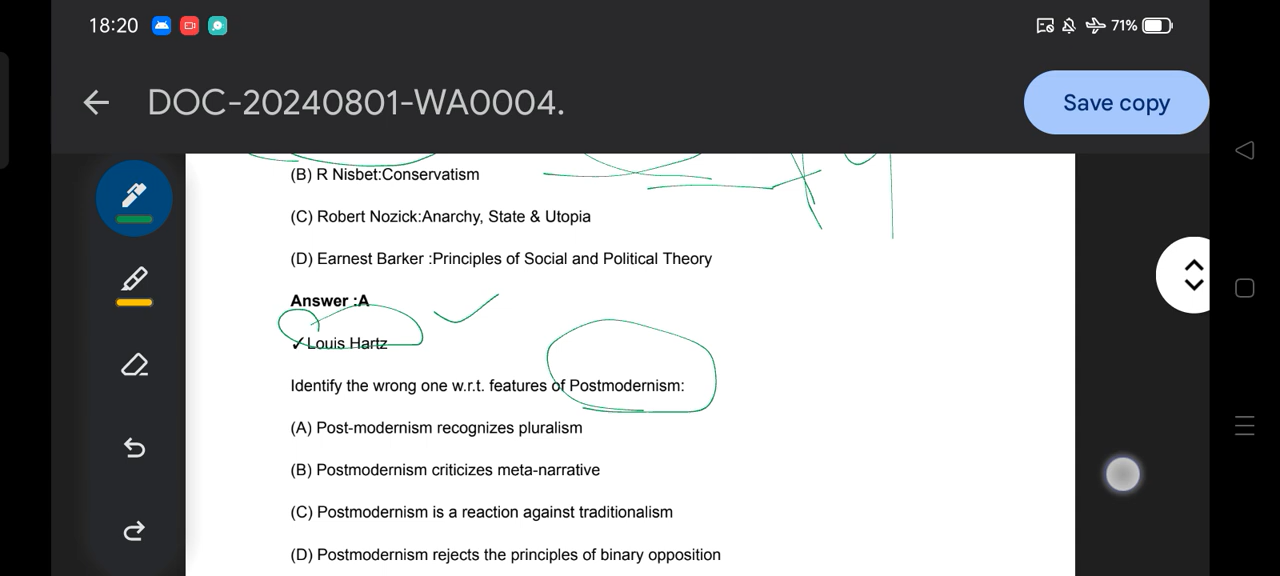 18:20
71%
DOC-20240801-WA0004.
Save copy
(B) R Nisbet:Conservatism
(C) Robert Nozick:Anarchy, State & Utopia
(D) Earnest Barker :Principles of Social and Political Theory
Answer :A
✓Louis Hartz
Identify the wrong one w.r.t. features of Postmodernism:
(A) Post-modernism recognizes pluralism
(B) Postmodernism criticizes meta-narrative
(C) Postmodernism is a reaction against traditionalism
(D) Postmodernism rejects the principles of binary opposition